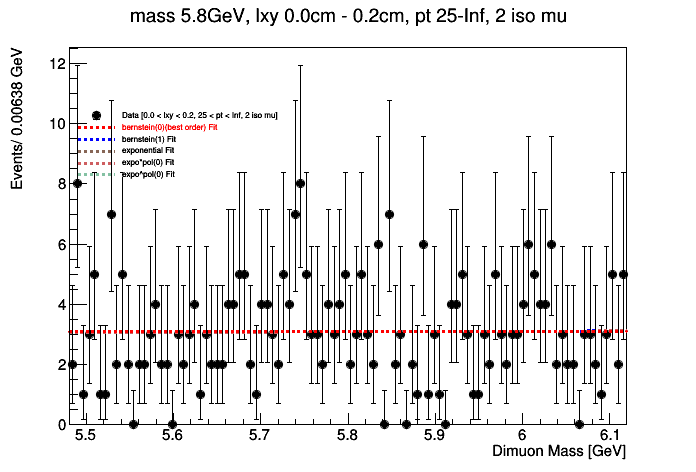 mass 5.8GeV, lxy 0.0cm - 0.2cm, pt 25-Inf, 2 iso mu
Events/ 0.00638 GeV
12
10
8
6
4
2
0
Data [0.0 < lxy < 0.2, 25 < pt < Inf, 2 iso mu]
bernstein(0)(best order) Fit
bernstein(1) Fit
exponential Fit
expo*pol(0) Fit
expo^pol(0) Fit
5.5 5.6 5.7 5.8 5.9 6 6.1
Dimuon Mass [GeV]